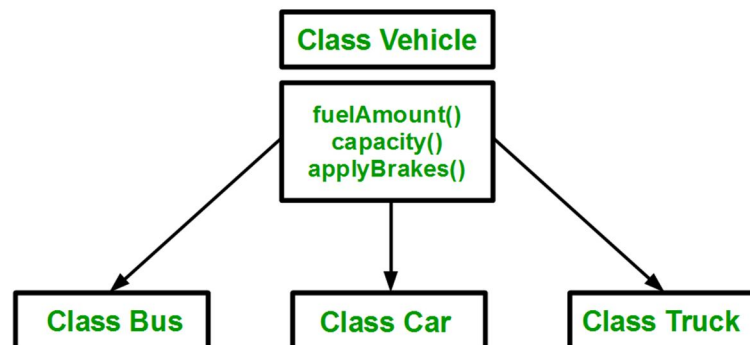 Class Vehicle
fuelAmount()
capacity()
applyBrakes()
Class Bus
Class Car
Class Truck